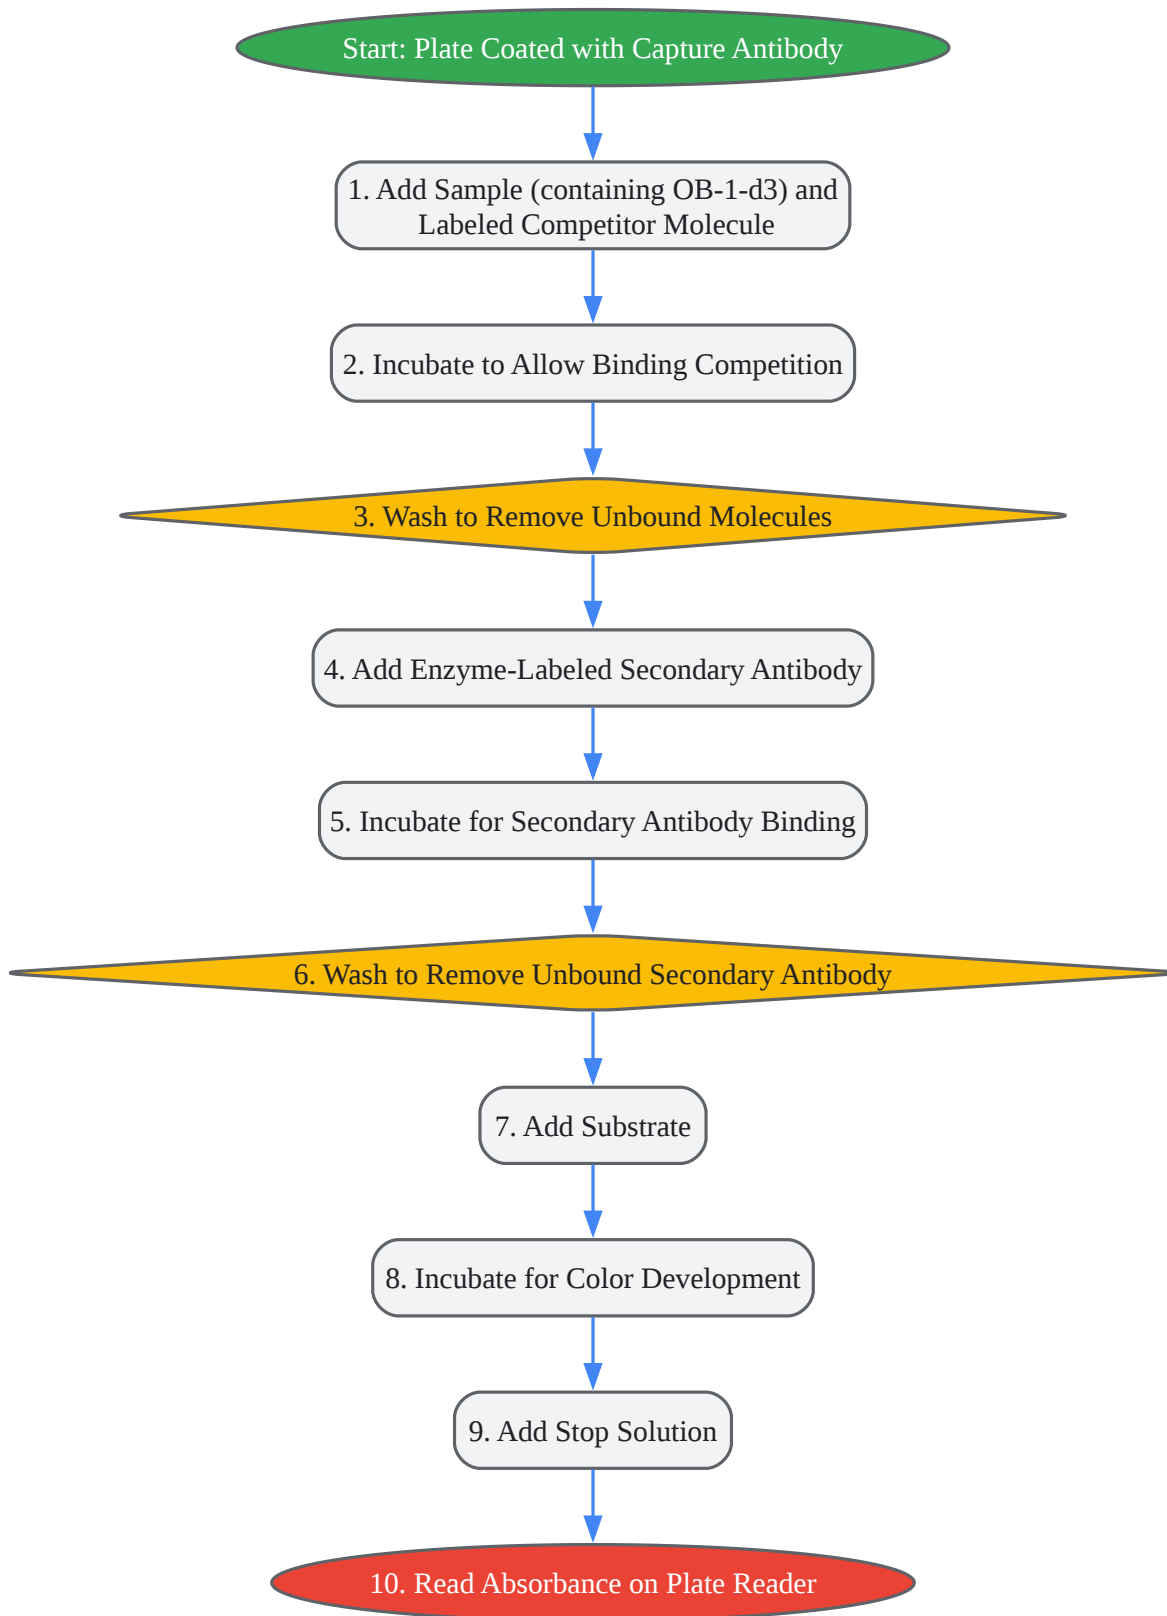 Start: Plate Coated with Capture Antibody
1. Add Sample (containing OB-1-d3) and
Labeled Competitor Molecule
2. Incubate to Allow Binding Competition
3. Wash to Remove Unbound Molecules
4. Add Enzyme-Labeled Secondary Antibody
5. Incubate for Secondary Antibody Binding
6. Wash to Remove Unbound Secondary Antibody
7. Add Substrate
8. Incubate for Color Development
9. Add Stop Solution
10. Read Absorbance on Plate Reader